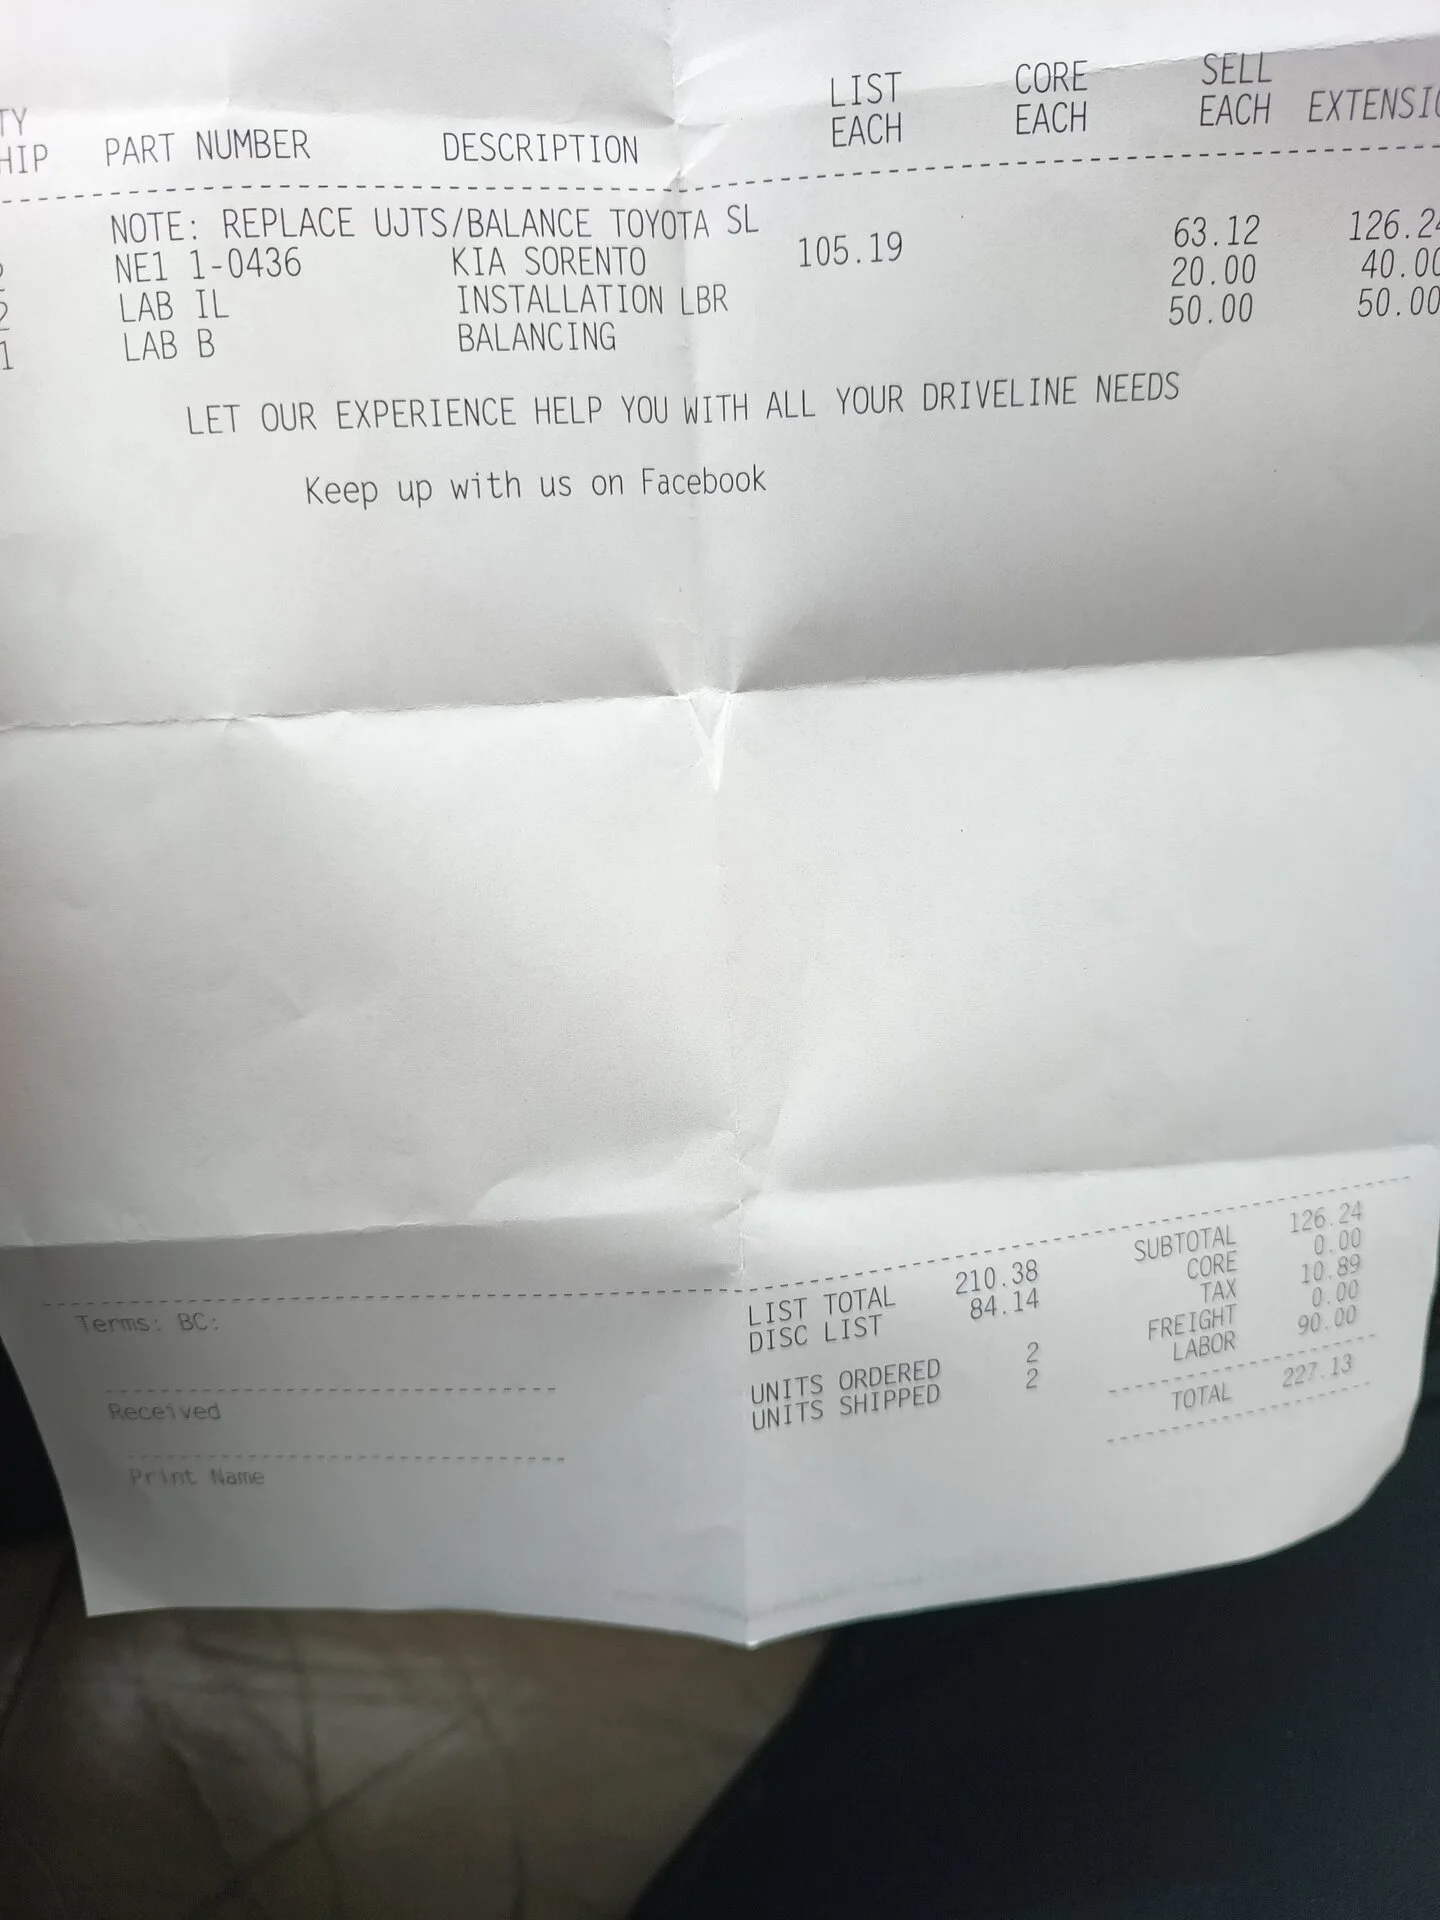 LIST CORE SELL
TY EACH EACH EACH EXTENSIO
HIP PART NUMBER DESCRIPTION
NOTE: REPLACE UJTS/BALANCE TOYOTA SL
2 NE1 1-0436 KIA SORENTO 105.19 63.12 126.24
2 LAB IL INSTALLATION LBR 20.00 40.00
1 LAB B BALANCING 50.00 50.00
LET OUR EXPERIENCE HELP YOU WITH ALL YOUR DRIVELINE NEEDS
Keep up with us on Facebook
LIST TOTAL 210.38 SUBTOTAL 126.24
DISC LIST 84.14 CORE 0.00
TAX 10.89
UNITS ORDERED 2 FREIGHT 0.00
UNITS SHIPPED 2 LABOR 90.00
TOTAL 227.13
Terms: BC:
Received
Print Name